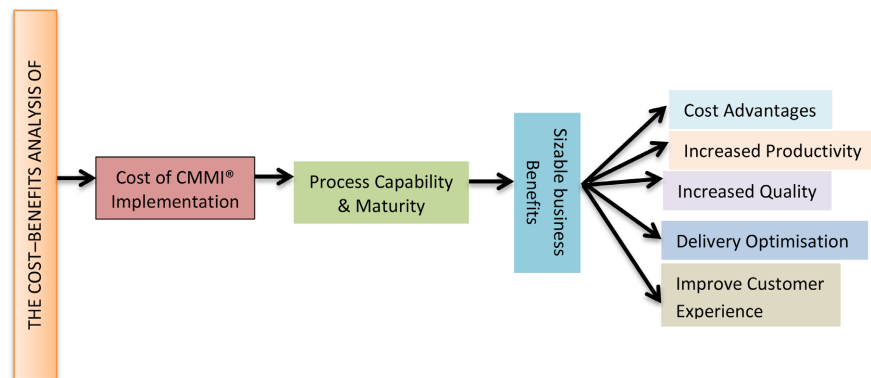 THE COST–BENEFITS ANALYSIS OF
Cost of CMMI®
Implementation
Process Capability
& Maturity
Sizable business
Benefits
Cost Advantages
Increased Productivity
Increased Quality
Delivery Optimisation
Improve Customer
Experience